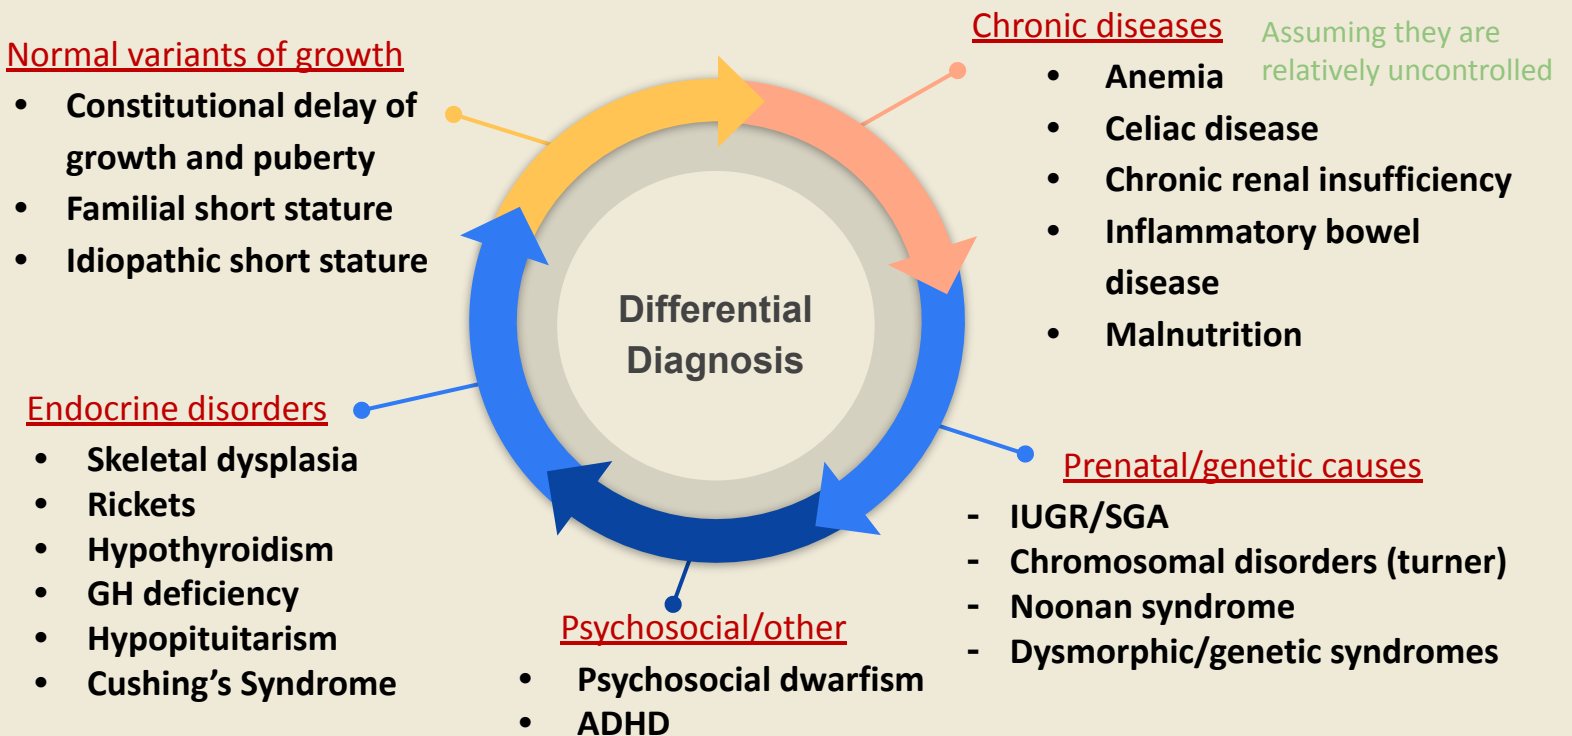 Normal variants of growth
• Constitutional delay of
growth and puberty
• Familial short stature
• Idiopathic short stature
Chronic diseases
Assuming they are
relatively uncontrolled
• Anemia
• Celiac disease
• Chronic renal insufficiency
• Inflammatory bowel
disease
• Malnutrition
Differential
Diagnosis
Endocrine disorders
• Skeletal dysplasia
• Rickets
• Hypothyroidism
• GH deficiency
• Hypopituitarism
• Cushing’s Syndrome
Psychosocial/other
• Psychosocial dwarfism
• ADHD
Prenatal/genetic causes
- IUGR/SGA
- Chromosomal disorders (turner)
- Noonan syndrome
- Dysmorphic/genetic syndromes